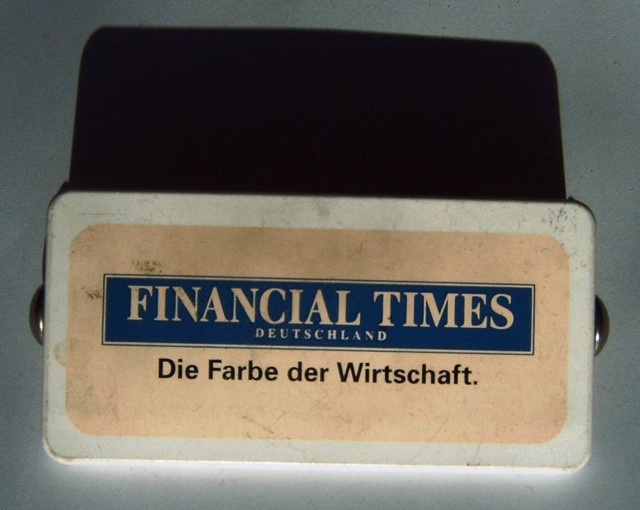 FINANCIAL TIMES
DEUTSCHLAND
Die Farbe der Wirtschaft.